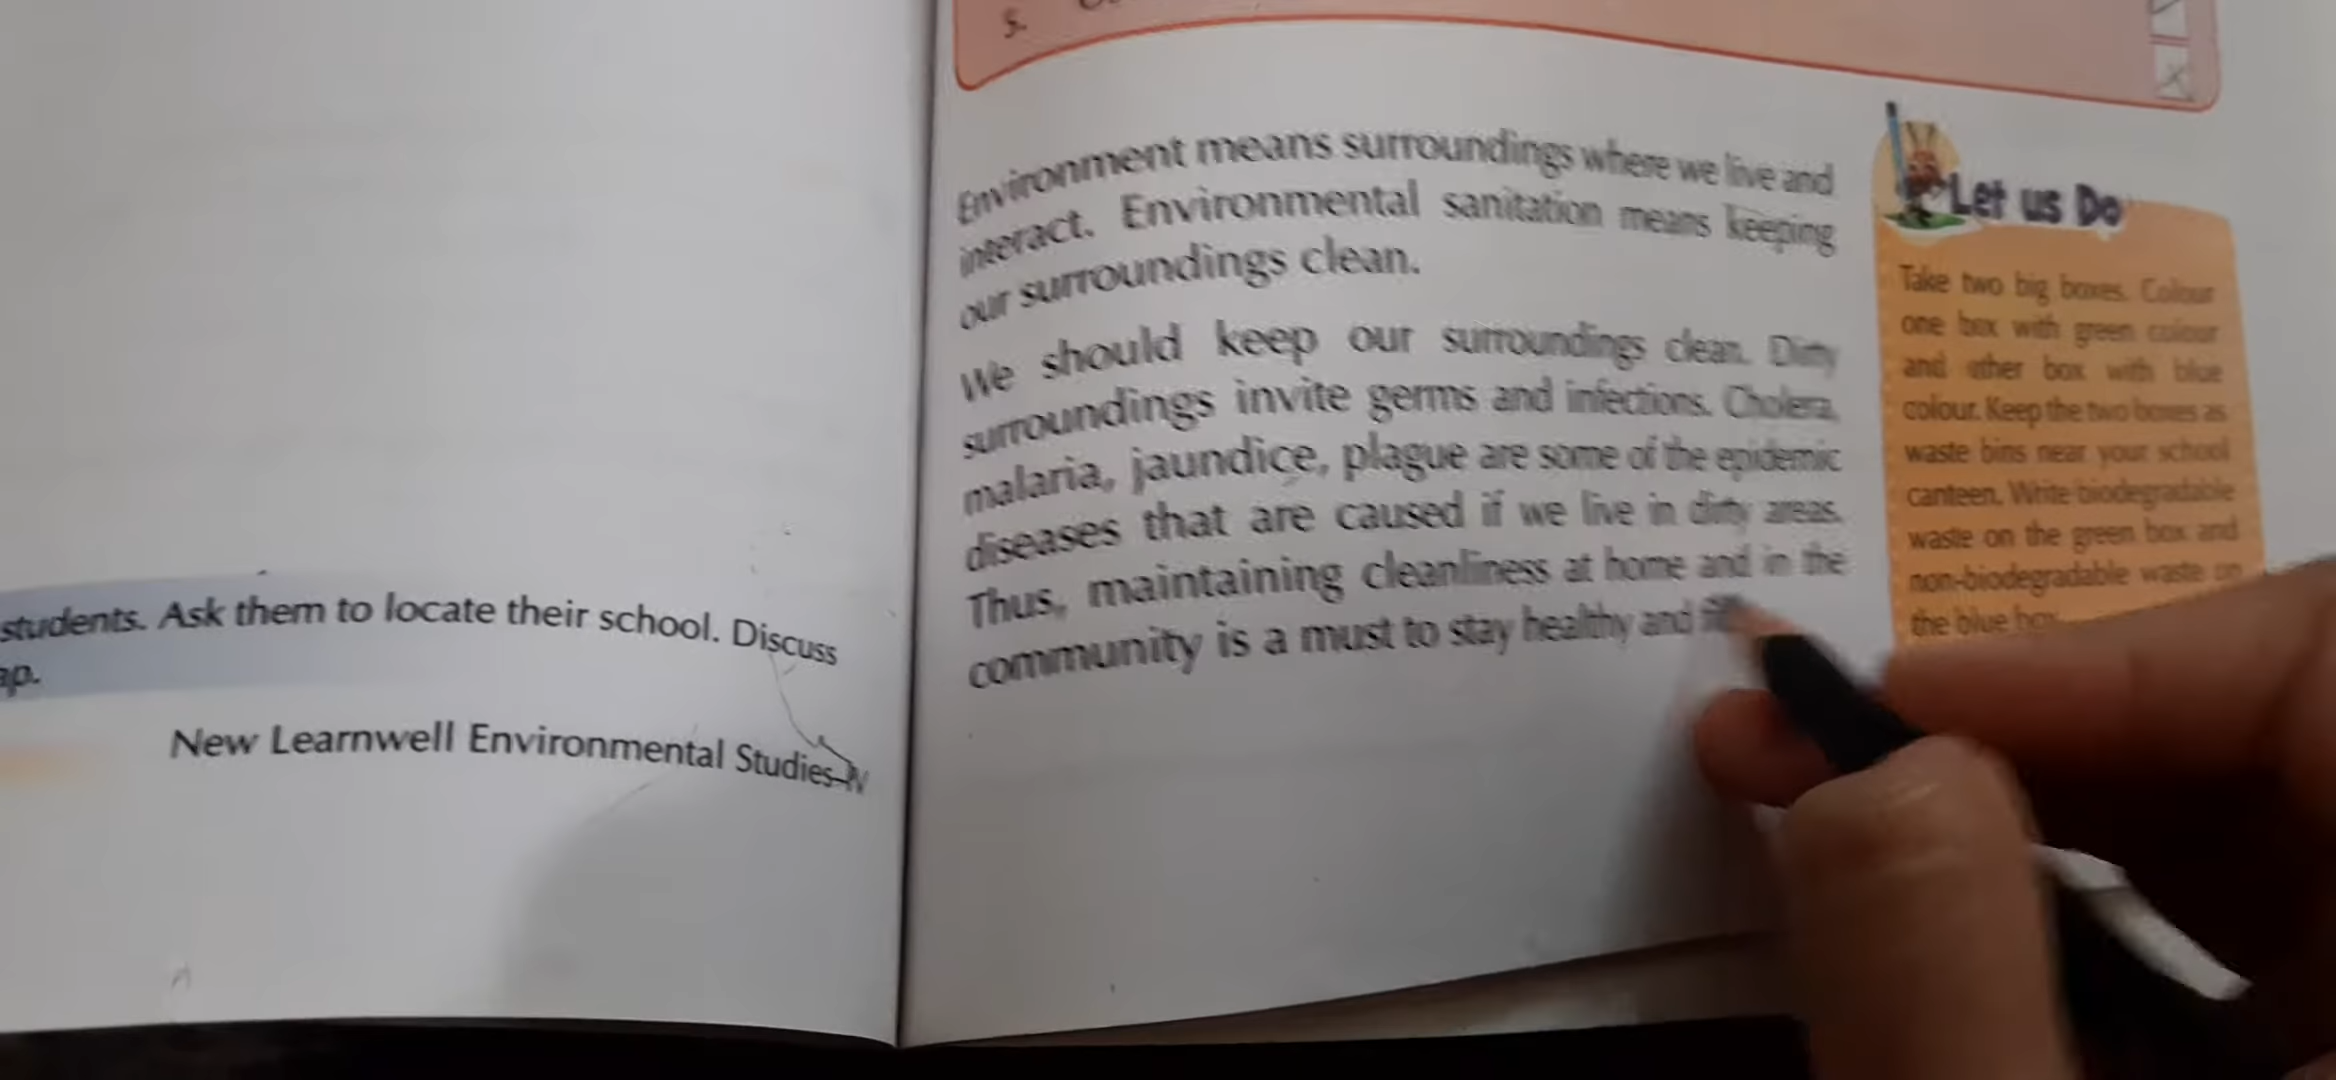 students. Ask them to locate their school. Discuss
ap.
New Learnwell Environmental Studies-IV
5.
Environment means surroundings where we live and
interact. Environmental sanitation means keeping
our surroundings clean.
We should keep our surroundings clean. Dirty
surroundings invite germs and infections. Cholera,
malaria, jaundice, plague are some of the epidemic
diseases that are caused if we live in dirty areas.
Thus, maintaining cleanliness at home and in the
community is a must to stay healthy and
Let us Do
Take two big boxes. Colour
one box with green colour
and other box with blue
colour. Keep the two boxes as
waste bins near your school
canteen. Write biodegradable
waste on the green box and
non-biodegradable waste on
the blue box.